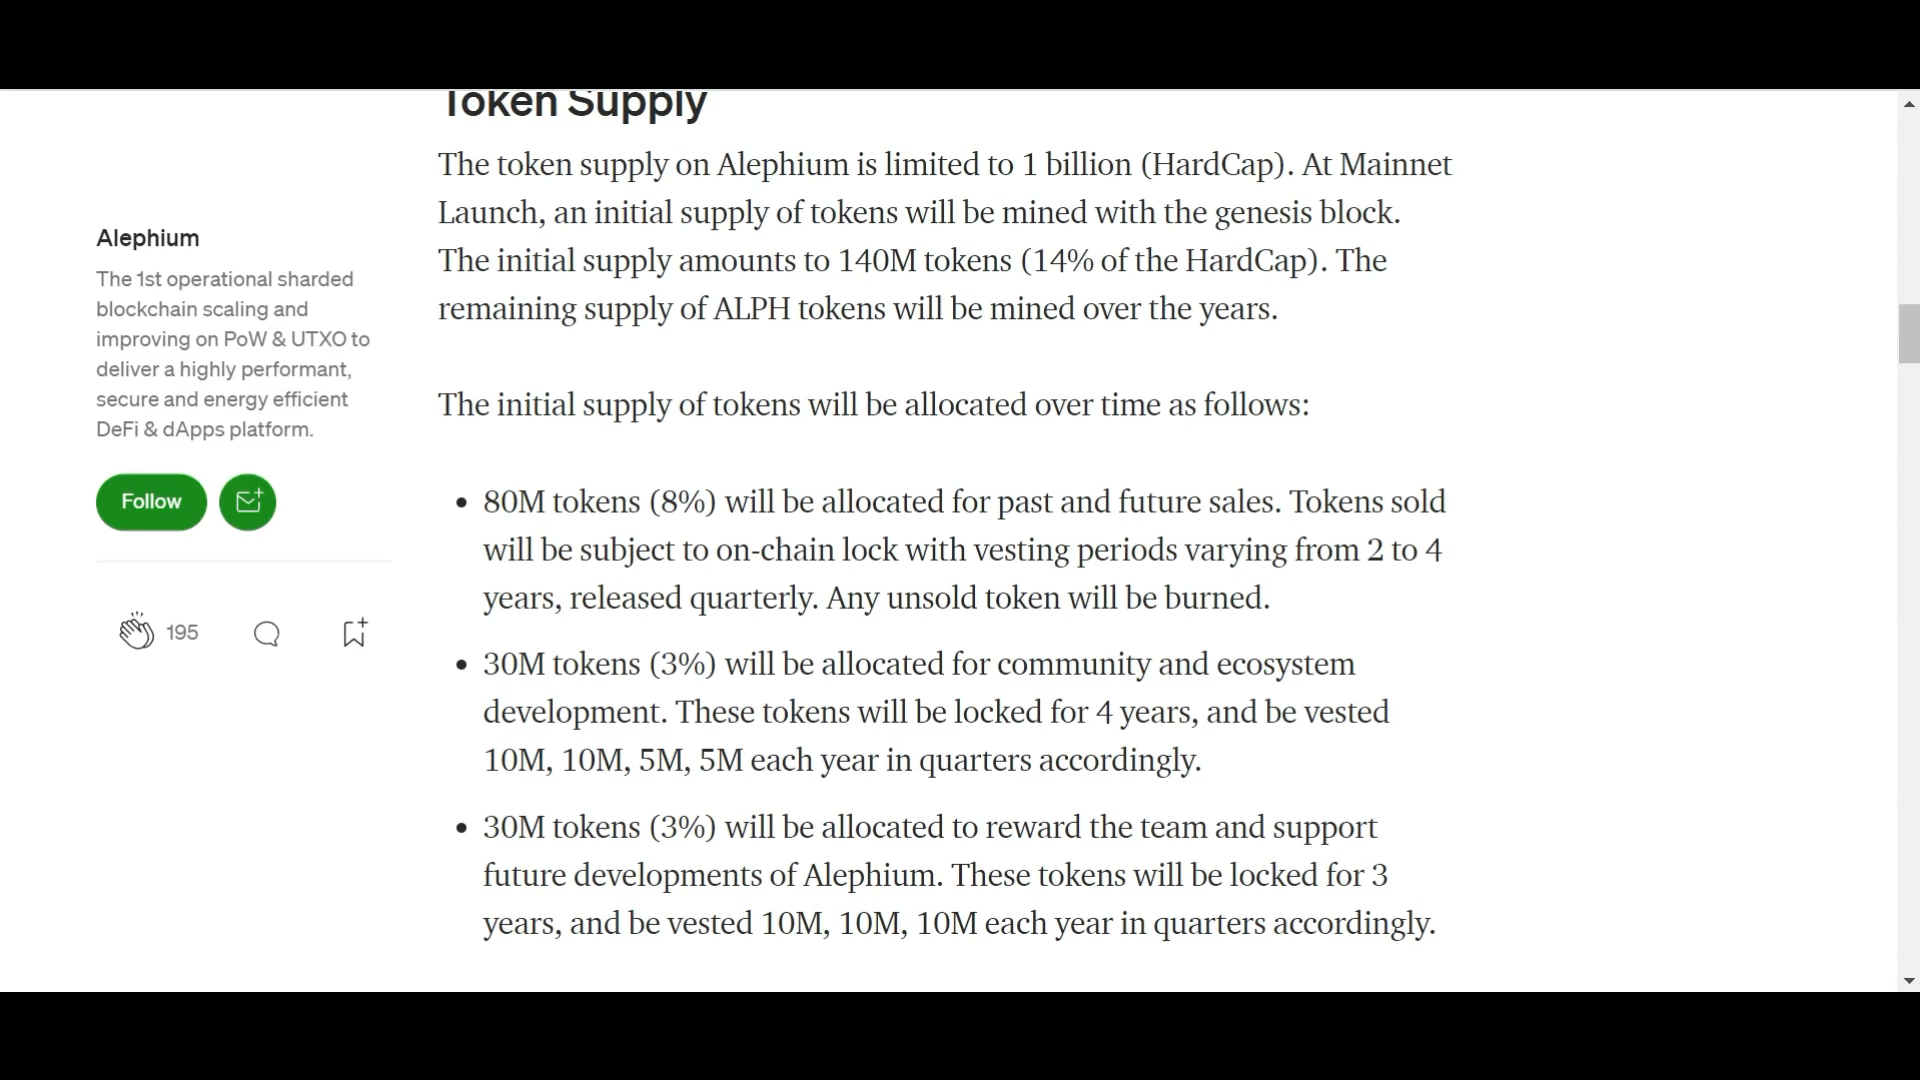 Token Supply
The token supply on Alephium is limited to 1 billion (HardCap). At Mainnet
Launch, an initial supply of tokens will be mined with the genesis block.
The initial supply amounts to 140M tokens (14% of the HardCap). The
remaining supply of ALPH tokens will be mined over the years.
The initial supply of tokens will be allocated over time as follows:
• 80M tokens (8%) will be allocated for past and future sales. Tokens sold
will be subject to on-chain lock with vesting periods varying from 2 to 4
years, released quarterly. Any unsold token will be burned.
• 30M tokens (3%) will be allocated for community and ecosystem
development. These tokens will be locked for 4 years, and be vested
10M, 10M, 5M, 5M each year in quarters accordingly.
• 30M tokens (3%) will be allocated to reward the team and support
future developments of Alephium. These tokens will be locked for 3
years, and be vested 10M, 10M, 10M each year in quarters accordingly.
Alephium
The 1st operational sharded
blockchain scaling and
improving on PoW & UTXO to
deliver a highly performant,
secure and energy efficient
DeFi & dApps platform.
Follow
195